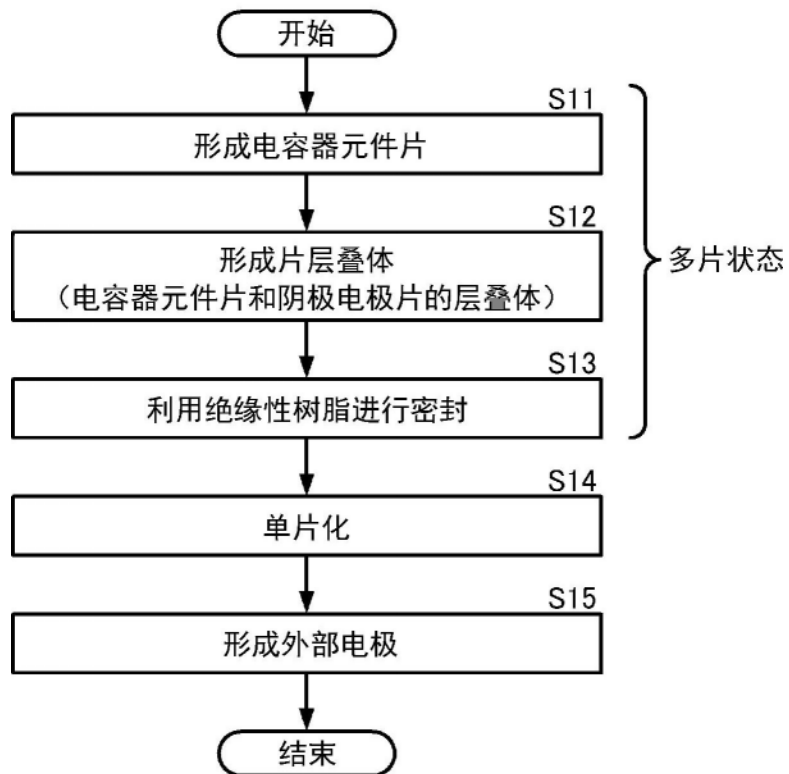 开始
S11
形成电容器元件片
S12
形成片层叠体
（电容器元件片和阴极电极片的层叠体）
多片状态
S13
利用绝缘性树脂进行密封
S14
单片化
S15
形成外部电极
结束